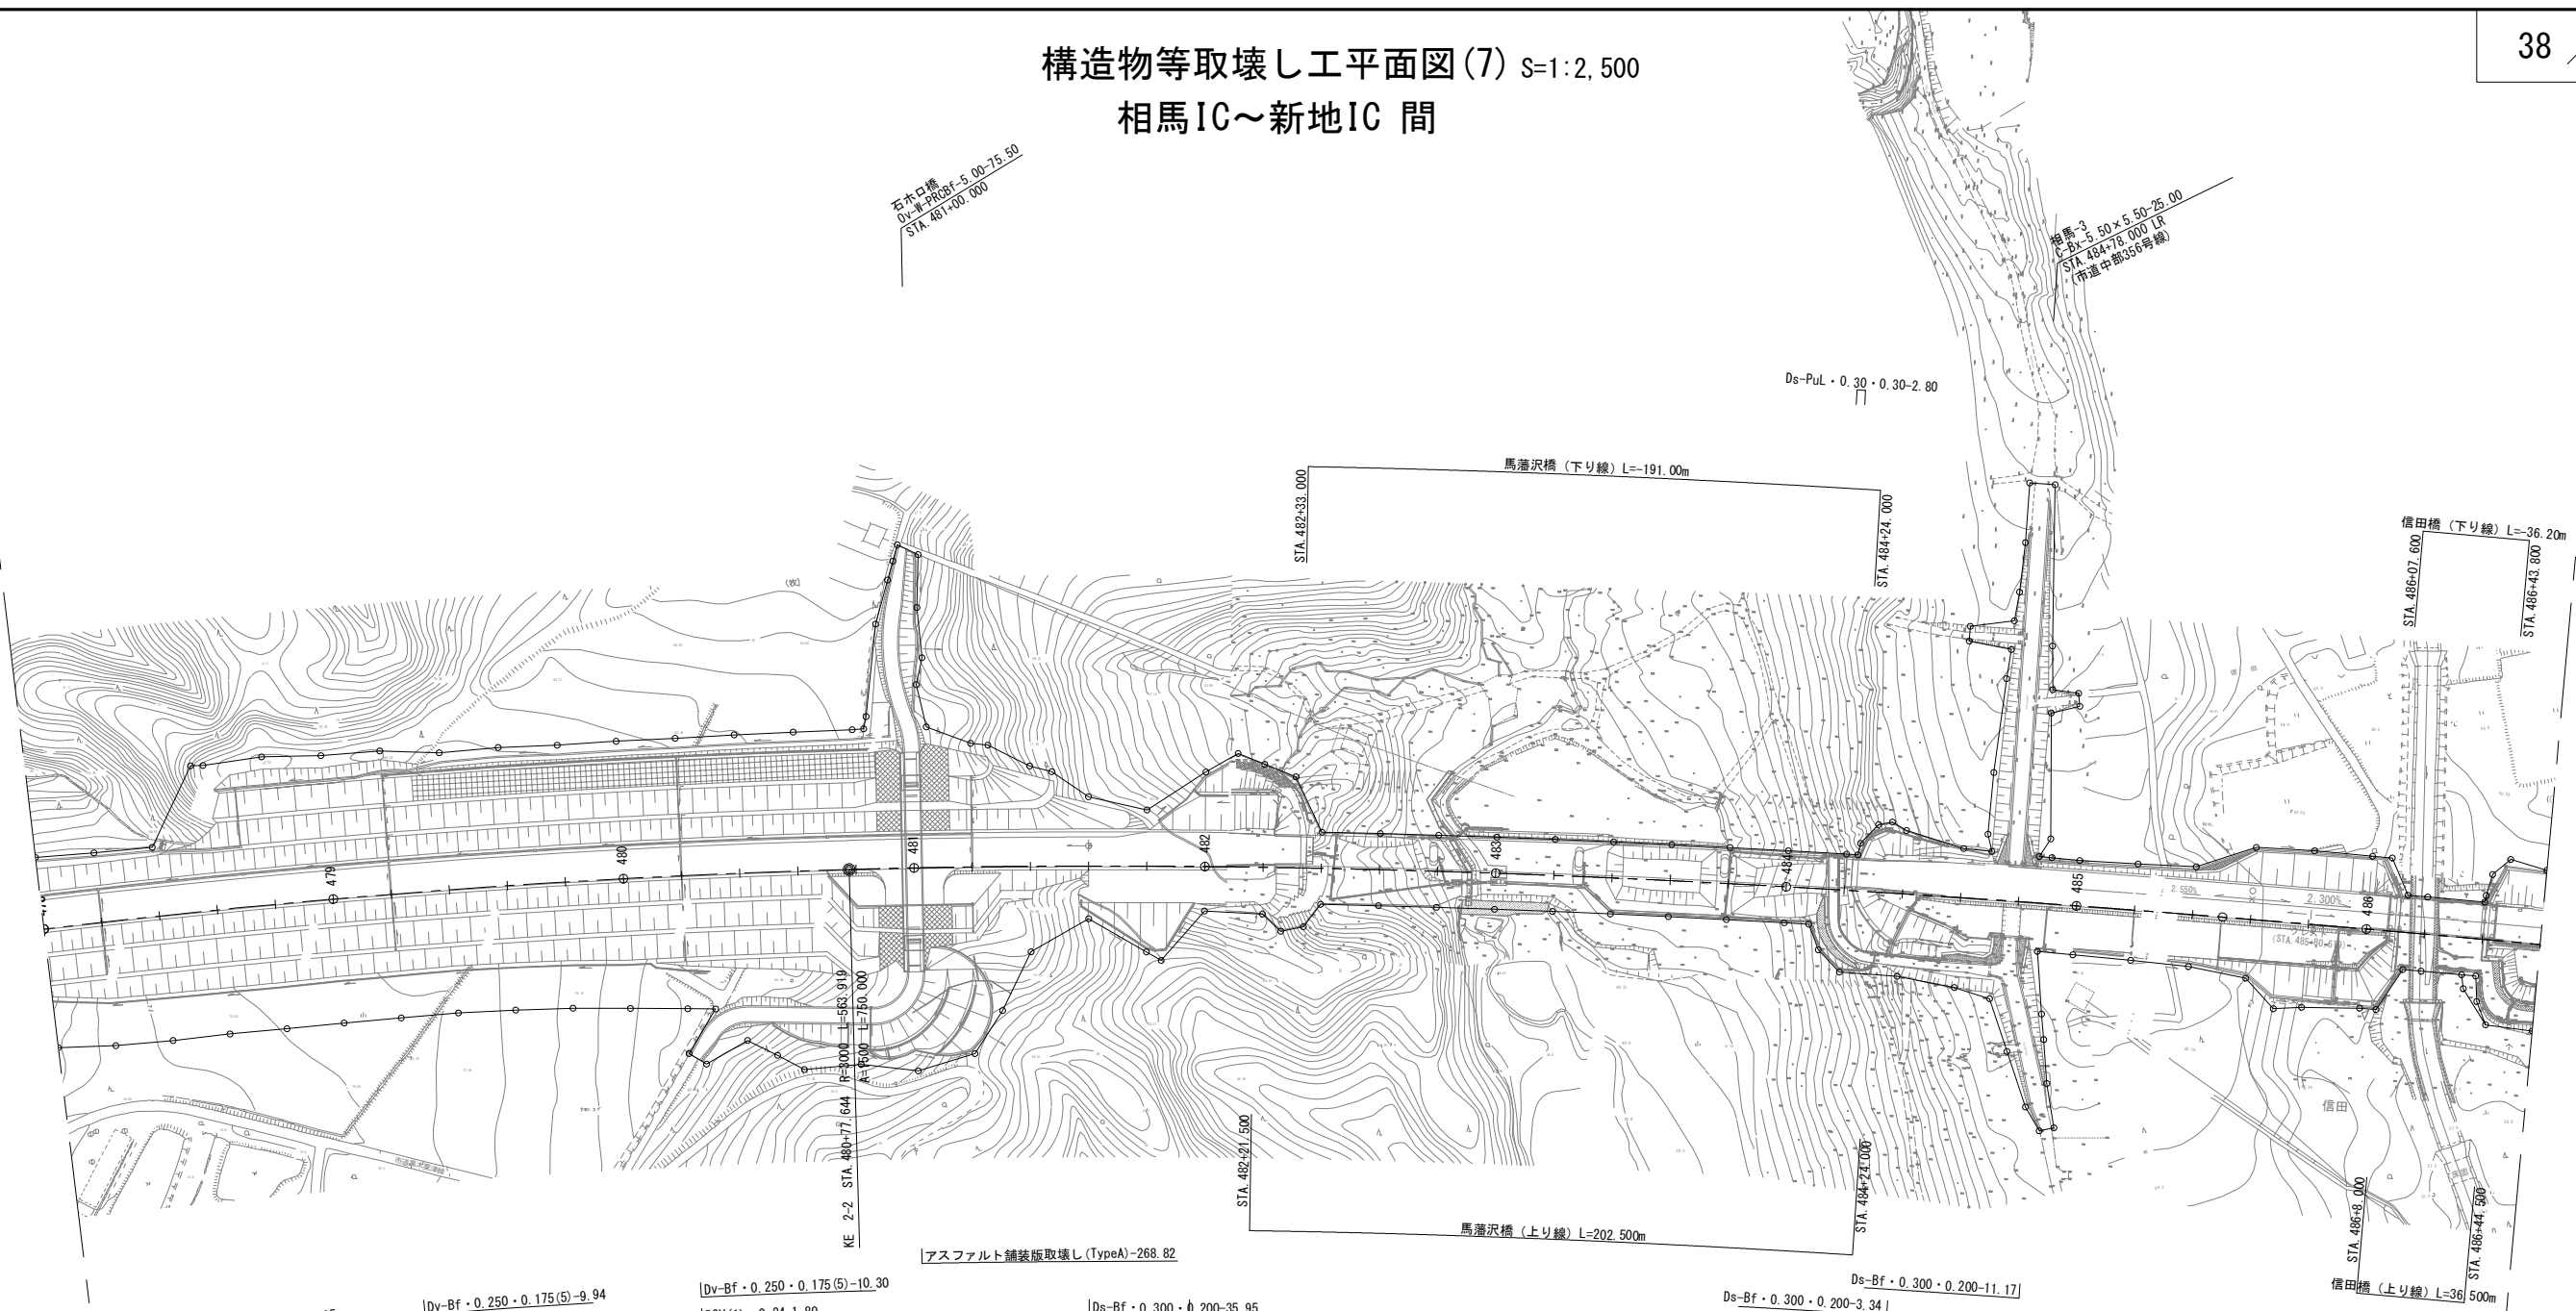 構造物等取壊し工平面図(7) S=1:2,500
相馬IC～新地IC 間
38
石ホロ橋
Ov-W-PRCBf-5.00-75.50
STA.481+00.000
相馬-3
C-Bx-5.50×5.50-25.00
STA.484+78.000 LR
(市道中部356号線)
Ds-PuL・0.30・0.30-2.80
馬藩沢橋（下り線）L=-191.00m
STA.482+33.000
STA.484+24.000
信田橋（下り線）L=-36.20m
STA.486+07.600
STA.486+43.800
479
480
481
482
483
484
485
486
2.550%
2.300%
(STA.485+80.619)
信田
KE 2-2 STA.480+77.644
R=3000 L=563.919
A=1500 L=750.000
STA.482+21.500
STA.484+24.000
馬藩沢橋（上り線）L=202.500m
STA.486+8.000
STA.486+44.500
信田橋（上り線）L=36.500m
アスファルト舗装版取壊し(TypeA)-268.82
Dv-Bf・0.250・0.175(5)-10.30
Dv-Bf・0.250・0.175(5)-9.94
Ds-Bf・0.300・0.200-35.95
Ds-Bf・0.300・0.200-11.17
Ds-Bf・0.300・0.200-3.34